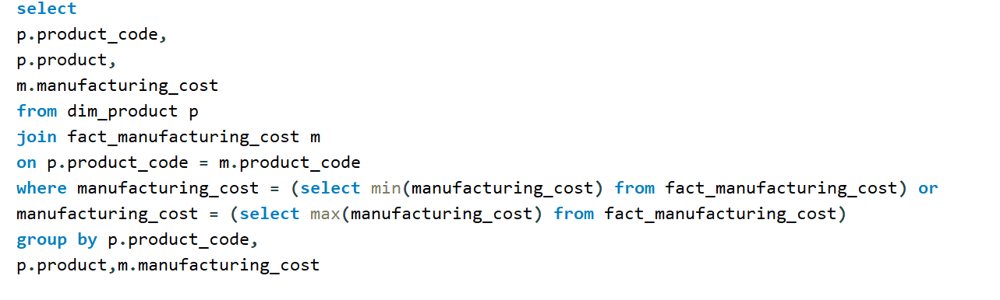 select
p.product_code,
p.product,
m.manufacturing_cost
from dim_product p
join fact_manufacturing_cost m
on p.product_code = m.product_code
where manufacturing_cost = (select min(manufacturing_cost) from fact_manufacturing_cost) or
manufacturing_cost = (select max(manufacturing_cost) from fact_manufacturing_cost)
group by p.product_code,
p.product,m.manufacturing_cost